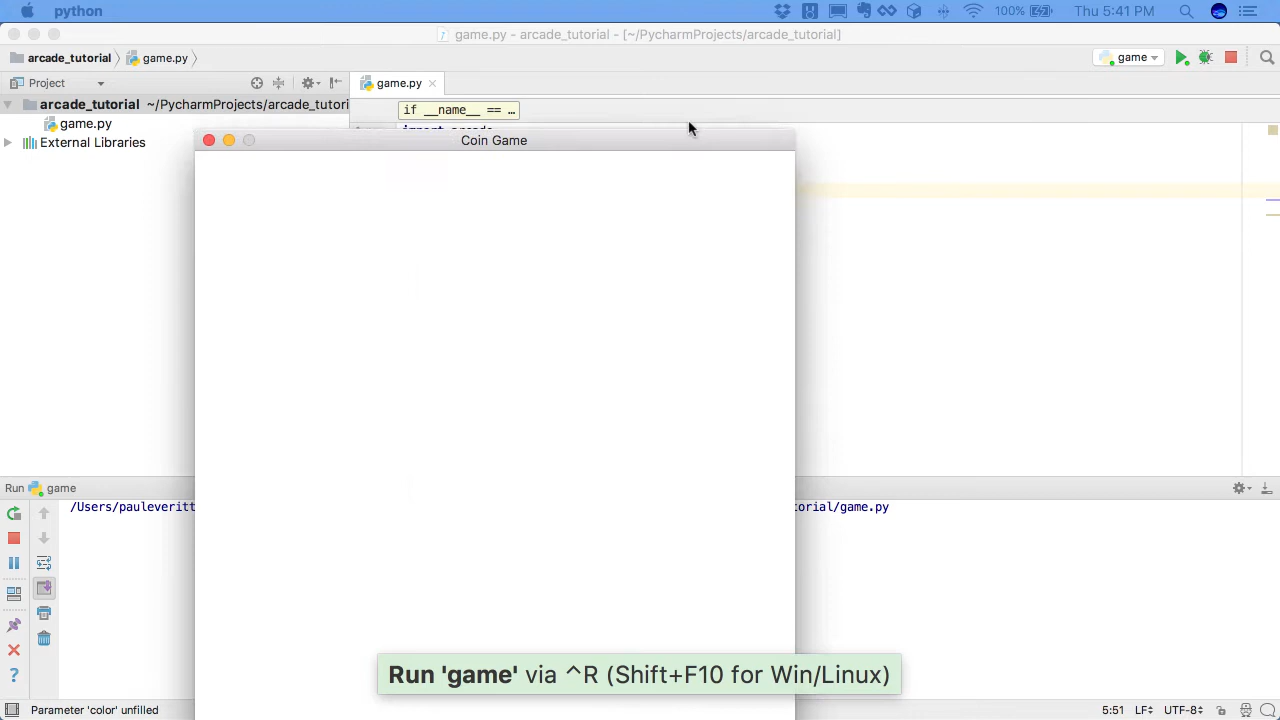 python 100% Thu 5:41 PM
game.py - arcade_tutorial - [~/PycharmProjects/arcade_tutorial]
arcade_tutorial game.py game
Project game.py
arcade_tutorial ~/PycharmProjects/arcade_tutori
if __name__ == …
game.py
import arcade
External Libraries
Coin Game
Run game
/Users/pauleveritt
torial/game.py
Run 'game' via ^R (Shift+F10 for Win/Linux)
Parameter 'color' unfilled 5:51 LF UTF-8